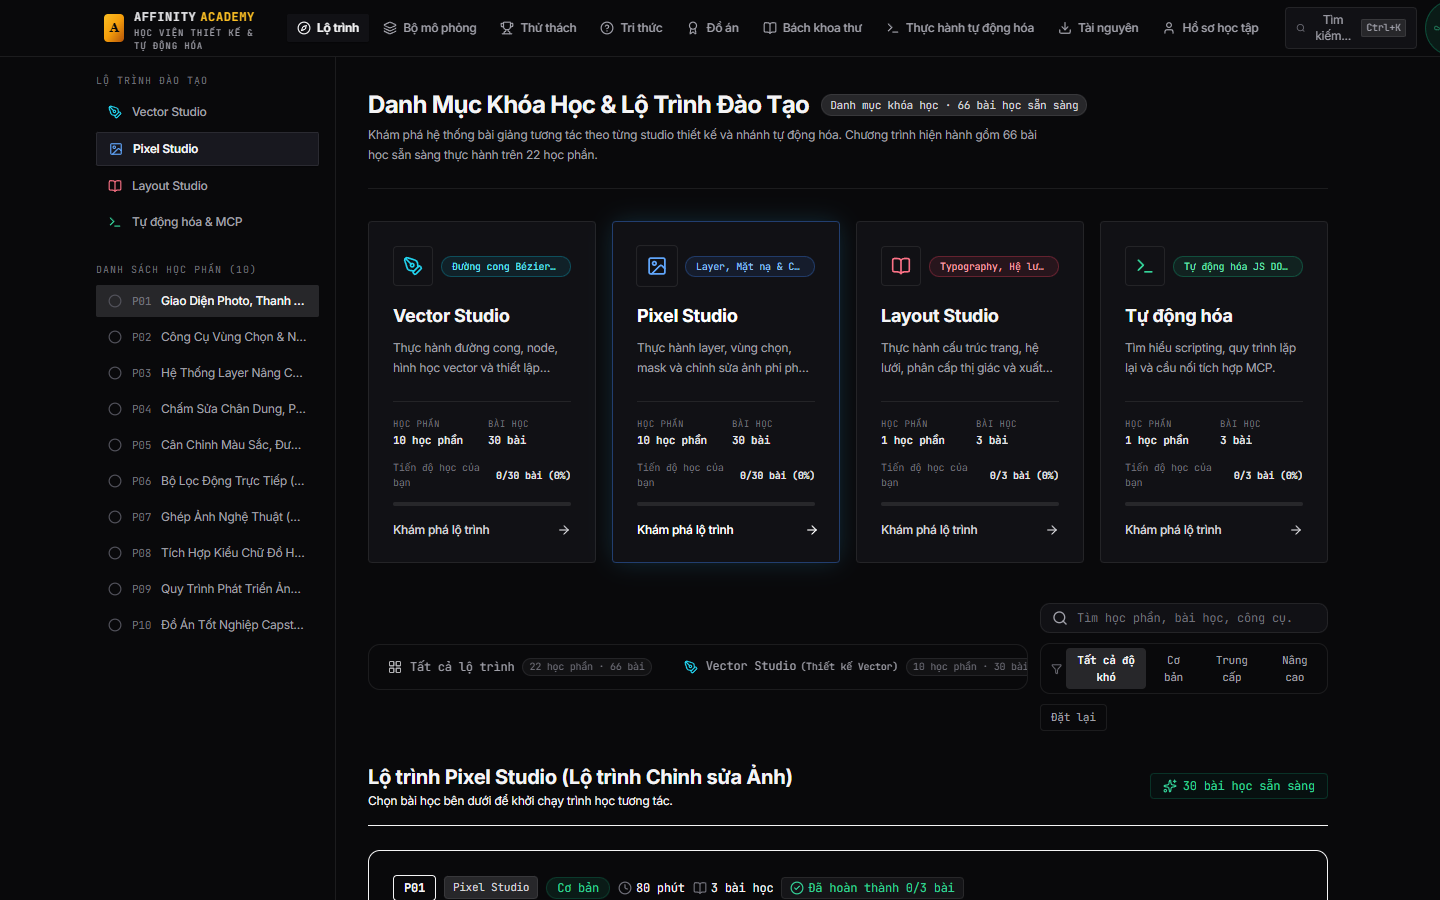 A
AFFINITY ACADEMY
HỌC VIỆN THIẾT KẾ &
TỰ ĐỘNG HÓA
Lộ trình
Bộ mô phỏng
Thử thách
Tri thức
Đồ án
Bách khoa thư
Thực hành tự động hóa
Tài nguyên
Hồ sơ học tập
Tìm
kiếm...
Ctrl+K
LỘ TRÌNH ĐÀO TẠO
Vector Studio
Pixel Studio
Layout Studio
Tự động hóa & MCP
DANH SÁCH HỌC PHẦN (10)
P01 Giao Diện Photo, Thanh ...
P02 Công Cụ Vùng Chọn & N...
P03 Hệ Thống Layer Nâng C...
P04 Chấm Sửa Chân Dung, P...
P05 Cân Chỉnh Màu Sắc, Đư...
P06 Bộ Lọc Động Trực Tiếp (...
P07 Ghép Ảnh Nghệ Thuật (...
P08 Tích Hợp Kiểu Chữ Đồ H...
P09 Quy Trình Phát Triển Ản...
P10 Đồ Án Tốt Nghiệp Capst...
Danh Mục Khóa Học & Lộ Trình Đào Tạo
Danh mục khóa học · 66 bài học sẵn sàng
Khám phá hệ thống bài giảng tương tác theo từng studio thiết kế và nhánh tự động hóa. Chương trình hiện hành gồm 66 bài
học sẵn sàng thực hành trên 22 học phần.
Đường cong Bézier…
Vector Studio
Thực hành đường cong, node,
hình học vector và thiết lập...
HỌC PHẦN BÀI HỌC
10 học phần 30 bài
Tiến độ học của
bạn
0/30 bài (0%)
Khám phá lộ trình
Layer, Mặt nạ & C…
Pixel Studio
Thực hành layer, vùng chọn,
mask và chỉnh sửa ảnh phi ph...
HỌC PHẦN BÀI HỌC
10 học phần 30 bài
Tiến độ học của
bạn
0/30 bài (0%)
Khám phá lộ trình
Typography, Hệ lư…
Layout Studio
Thực hành cấu trúc trang, hệ
lưới, phân cấp thị giác và xuất...
HỌC PHẦN BÀI HỌC
1 học phần 3 bài
Tiến độ học của
bạn
0/3 bài (0%)
Khám phá lộ trình
Tự động hóa JS DO…
Tự động hóa
Tìm hiểu scripting, quy trình lặp
lại và cầu nối tích hợp MCP.
HỌC PHẦN BÀI HỌC
1 học phần 3 bài
Tiến độ học của
bạn
0/3 bài (0%)
Khám phá lộ trình
Tìm học phần, bài học, công cụ.
Tất cả lộ trình 22 học phần · 66 bài
Vector Studio (Thiết kế Vector) 10 học phần · 30 bài
Tất cả độ
khó
Cơ
bản
Trung
cấp
Nâng
cao
Đặt lại
Lộ trình Pixel Studio (Lộ trình Chỉnh sửa Ảnh)
Chọn bài học bên dưới để khởi chạy trình học tương tác.
30 bài học sẵn sàng
P01 Pixel Studio Cơ bản 80 phút 3 bài học Đã hoàn thành 0/3 bài